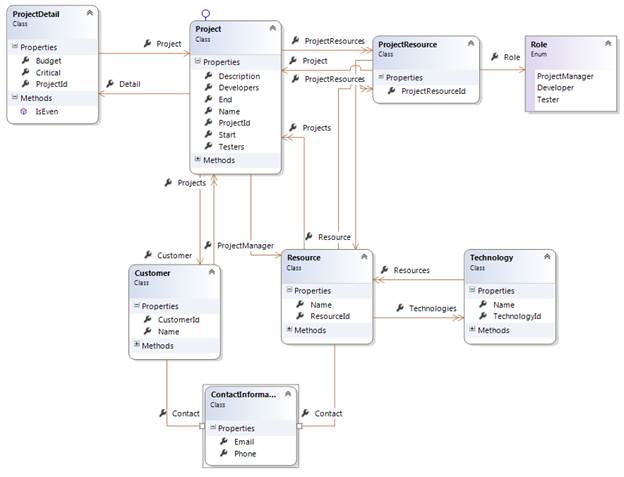 ProjectDetail
Class
Properties
Budget
Critical
ProjectId
Methods
IsEven
Project
Detail
Project
Class
Properties
Description
Developers
End
Name
ProjectId
Start
Testers
Methods
ProjectResources
Project
ProjectResources
ProjectResource
Class
Properties
ProjectResourceId
Role
Role
Enum
ProjectManager
Developer
Tester
Projects
Projects
ProjectManager
Resource
Customer
Customer
Class
Properties
CustomerId
Name
Methods
Resource
Class
Properties
Name
ResourceId
Methods
Resources
Technologies
Technology
Class
Properties
Name
TechnologyId
Methods
Contact
ContactInforma...
Class
Properties
Email
Phone
Contact